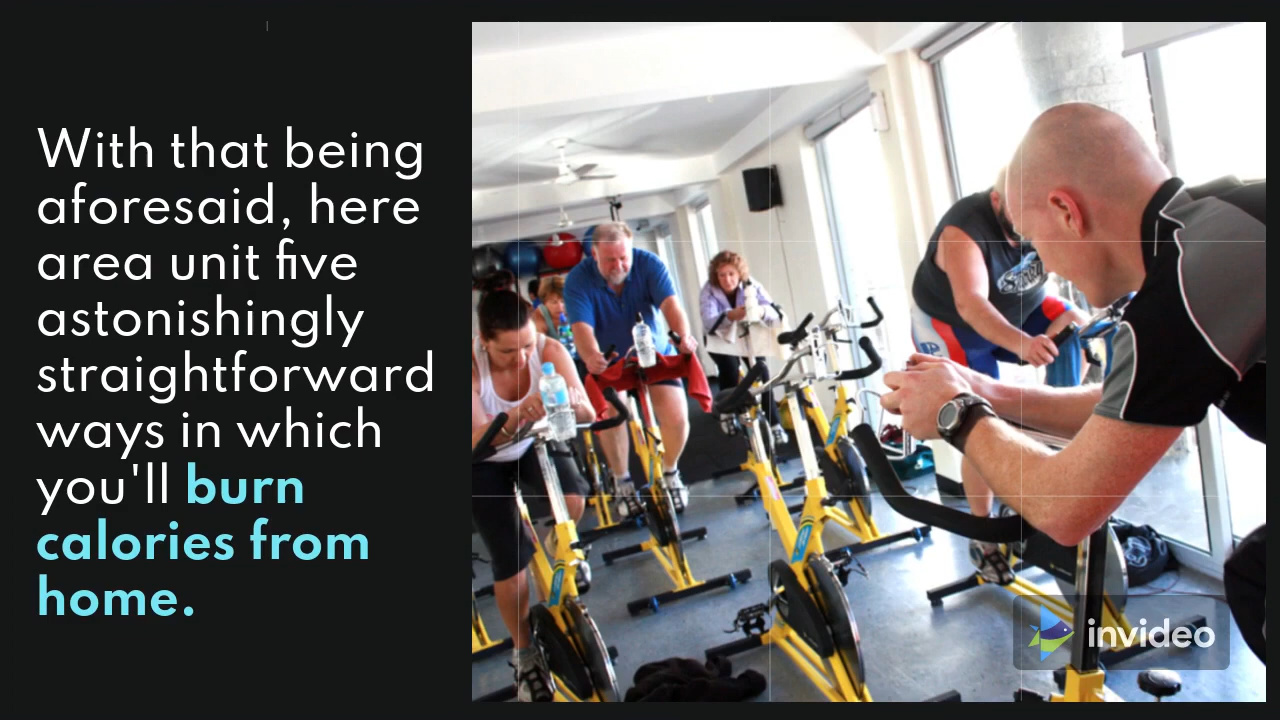 With that being
aforesaid, here
area unit five
astonishingly
straightforward
ways in which
you'll burn
calories from
home.
invideo